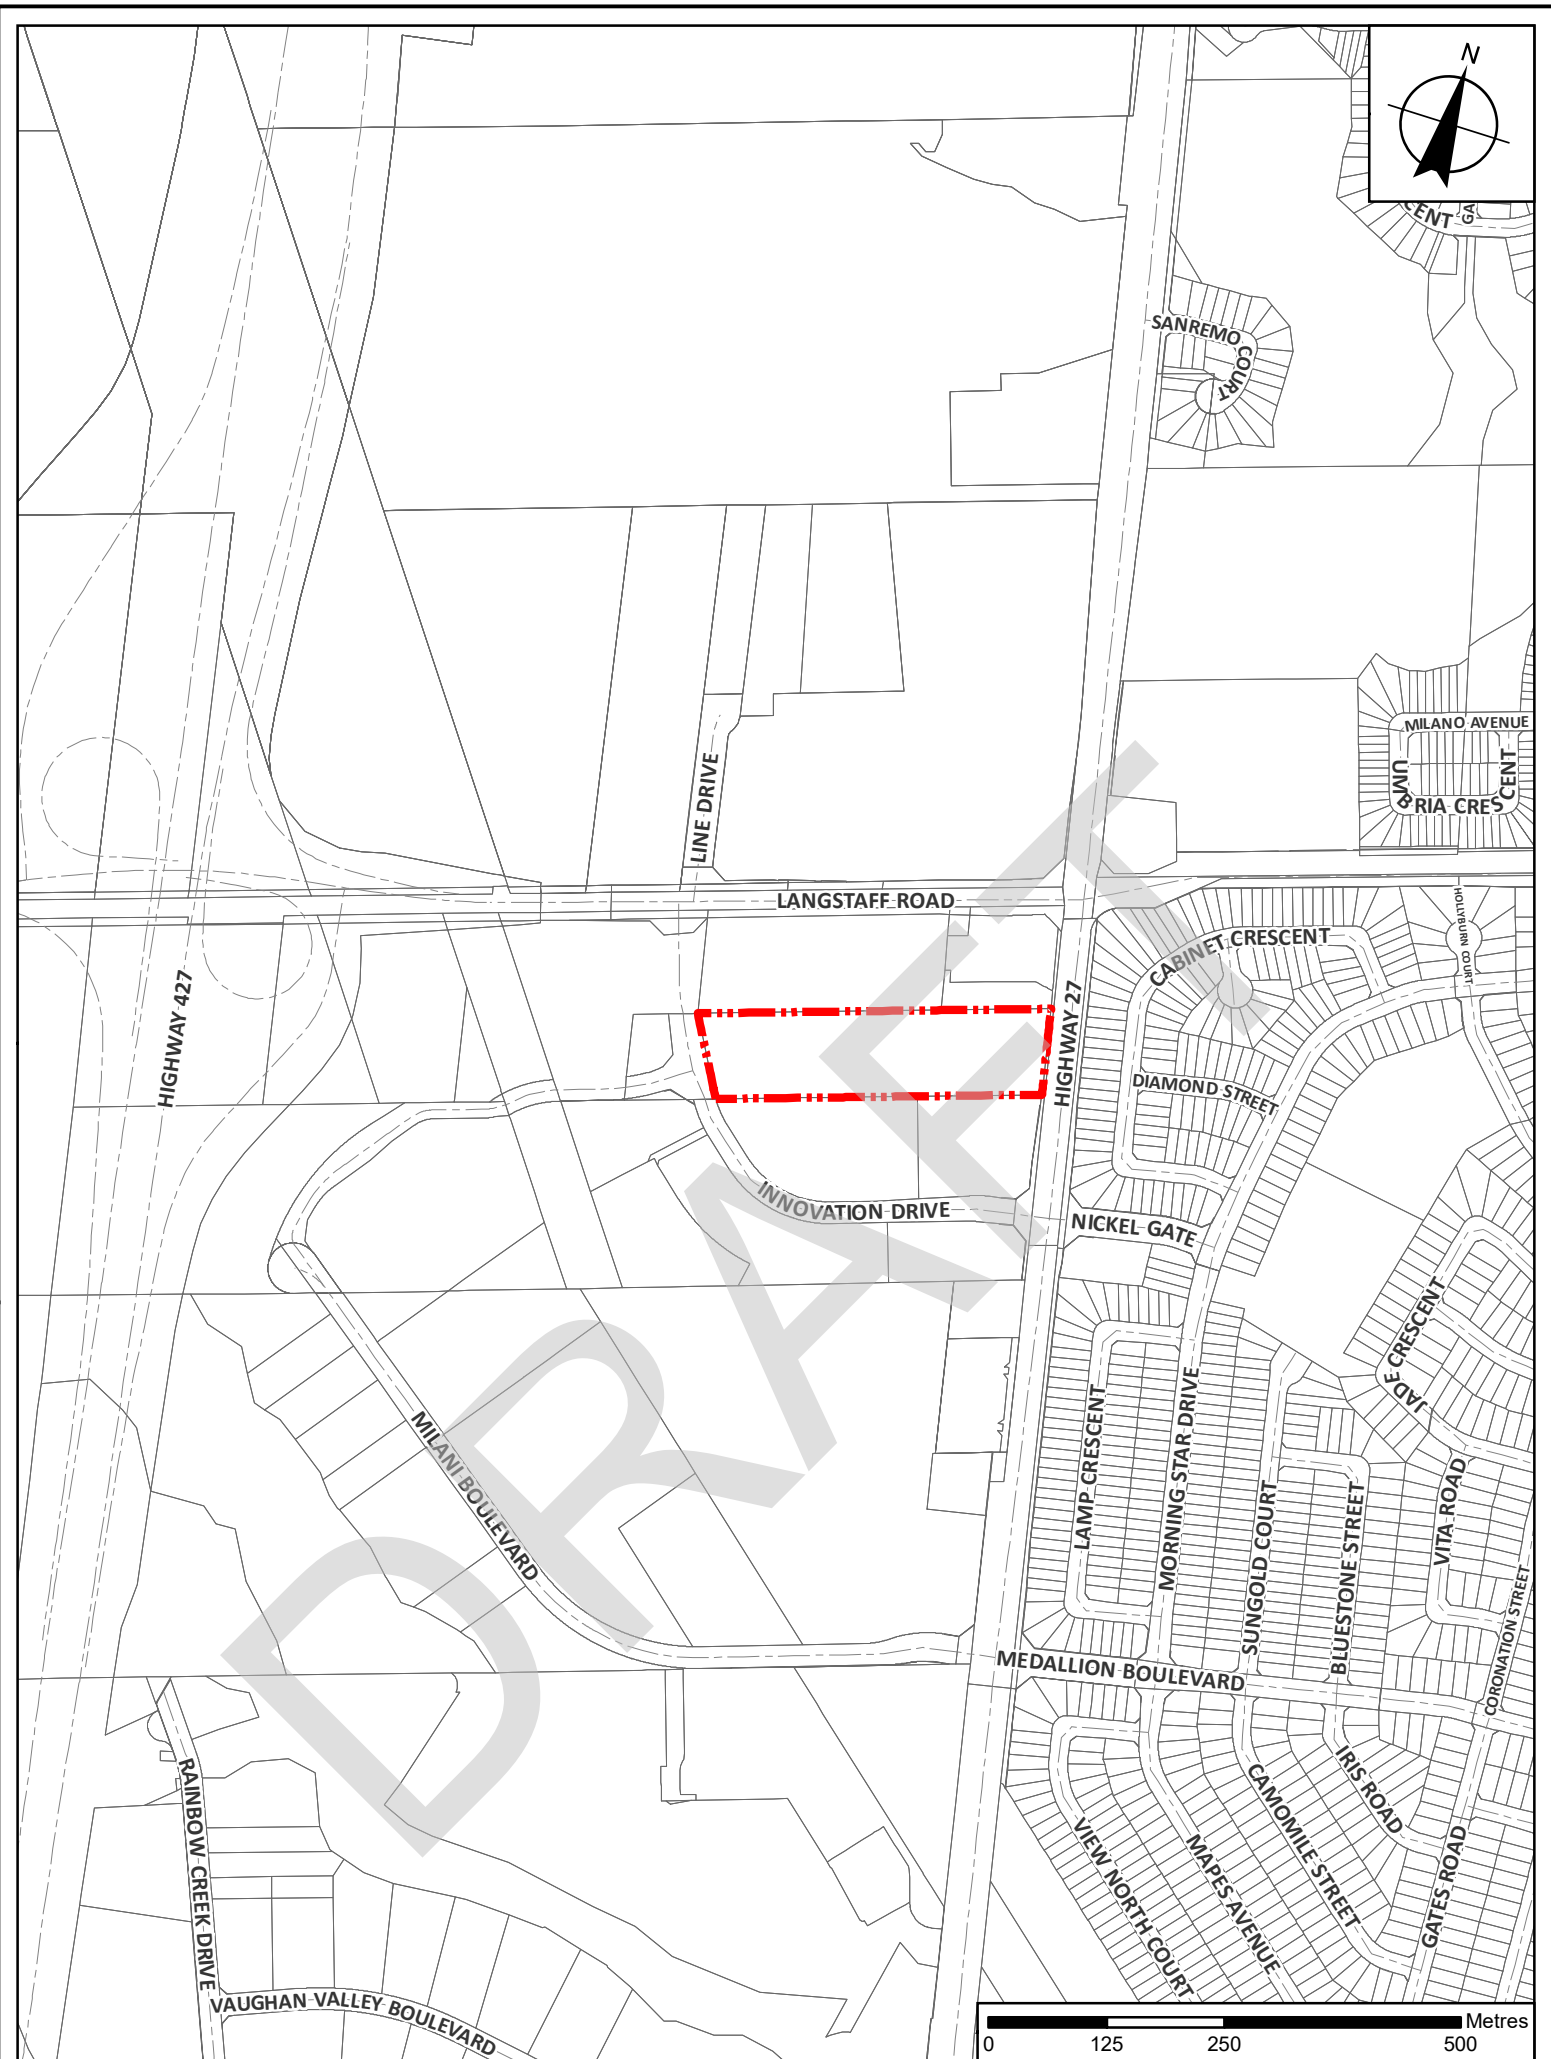 N
CENT
GA
SANREMO COURT
MILANO AVENUE
UMBRIA CRESCENT
LINE DRIVE
LANGSTAFF ROAD
HOLLYBURN COURT
CABINET CRESCENT
HIGHWAY 427
HIGHWAY 27
DIAMOND STREET
INNOVATION DRIVE
NICKEL GATE
JADE CRESCENT
LAMP CRESCENT
MORNING STAR DRIVE
MILANI BOULEVARD
SUNGOLD COURT
BLUESTONE STREET
VITA ROAD
CORONATION STREET
MEDALLION BOULEVARD
RAINBOW CREEK DRIVE
IRIS ROAD
CAMOMILE STREET
VIEW NORTH COURT
MAPES AVENUE
GATES ROAD
VAUGHAN VALLEY BOULEVARD
DRAFT
Metres
0 125 250 500